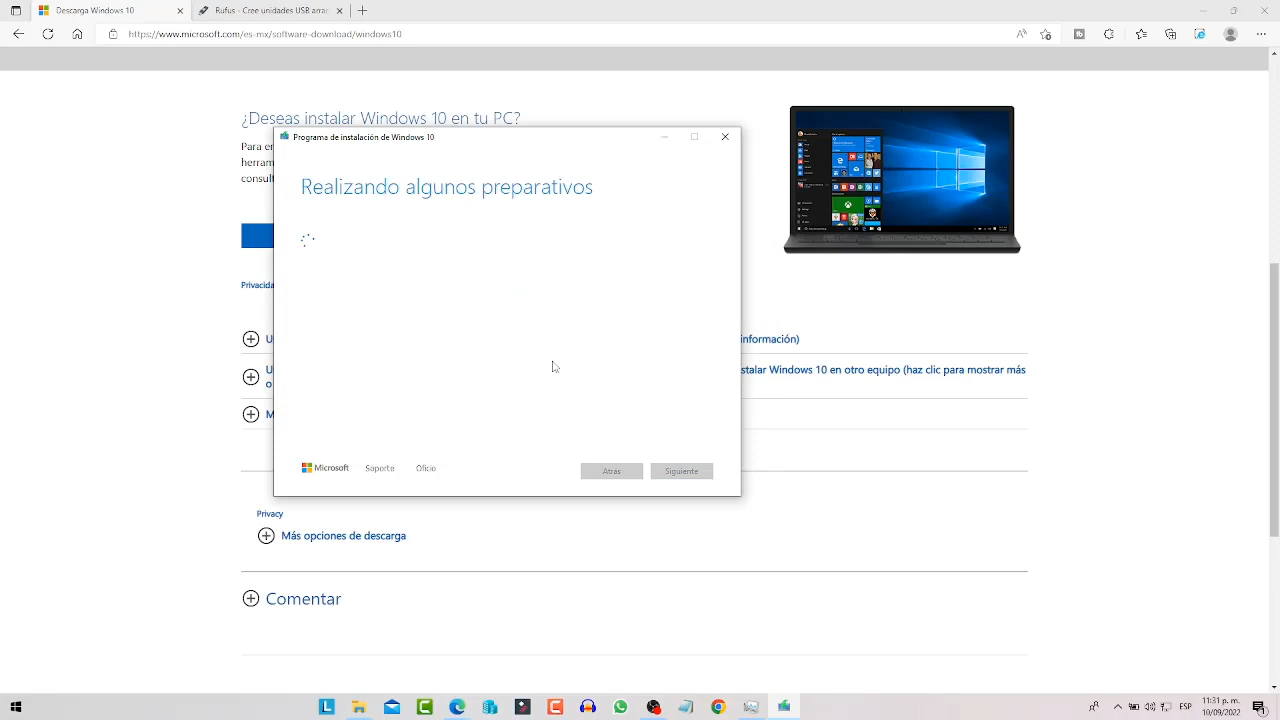 Descarga Windows 10
Rufus - Cree unidades USB arra
https://www.microsoft.com/es-mx/software-download/windows10
¿Deseas instalar Windows 10 en tu PC?
Para e
Programa de instalación de Windows 10
herram
consult
Realizando algunos preparativos
Privacida
U
información)
U
stalar Windows 10 en otro equipo (haz clic para mostrar más
o
M
Microsoft Soporte Oficio
Atrás Siguiente
Privacy
Más opciones de descarga
Comentar
ESP
11:31 p. m.
10/09/2022